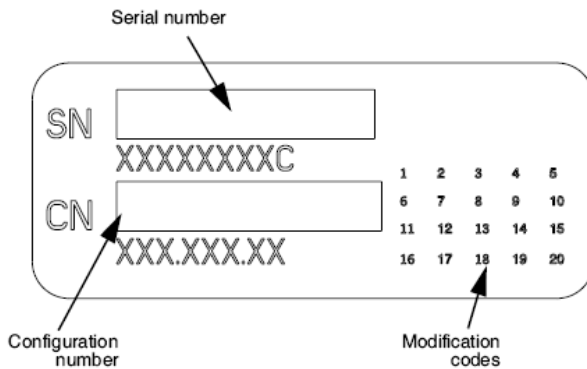 Serial number
SN
XXXXXXXXC
CN
XXX.XXX.XX
1 2 3 4 5
6 7 8 9 10
11 12 13 14 15
16 17 18 19 20
Configuration
number
Modification
codes